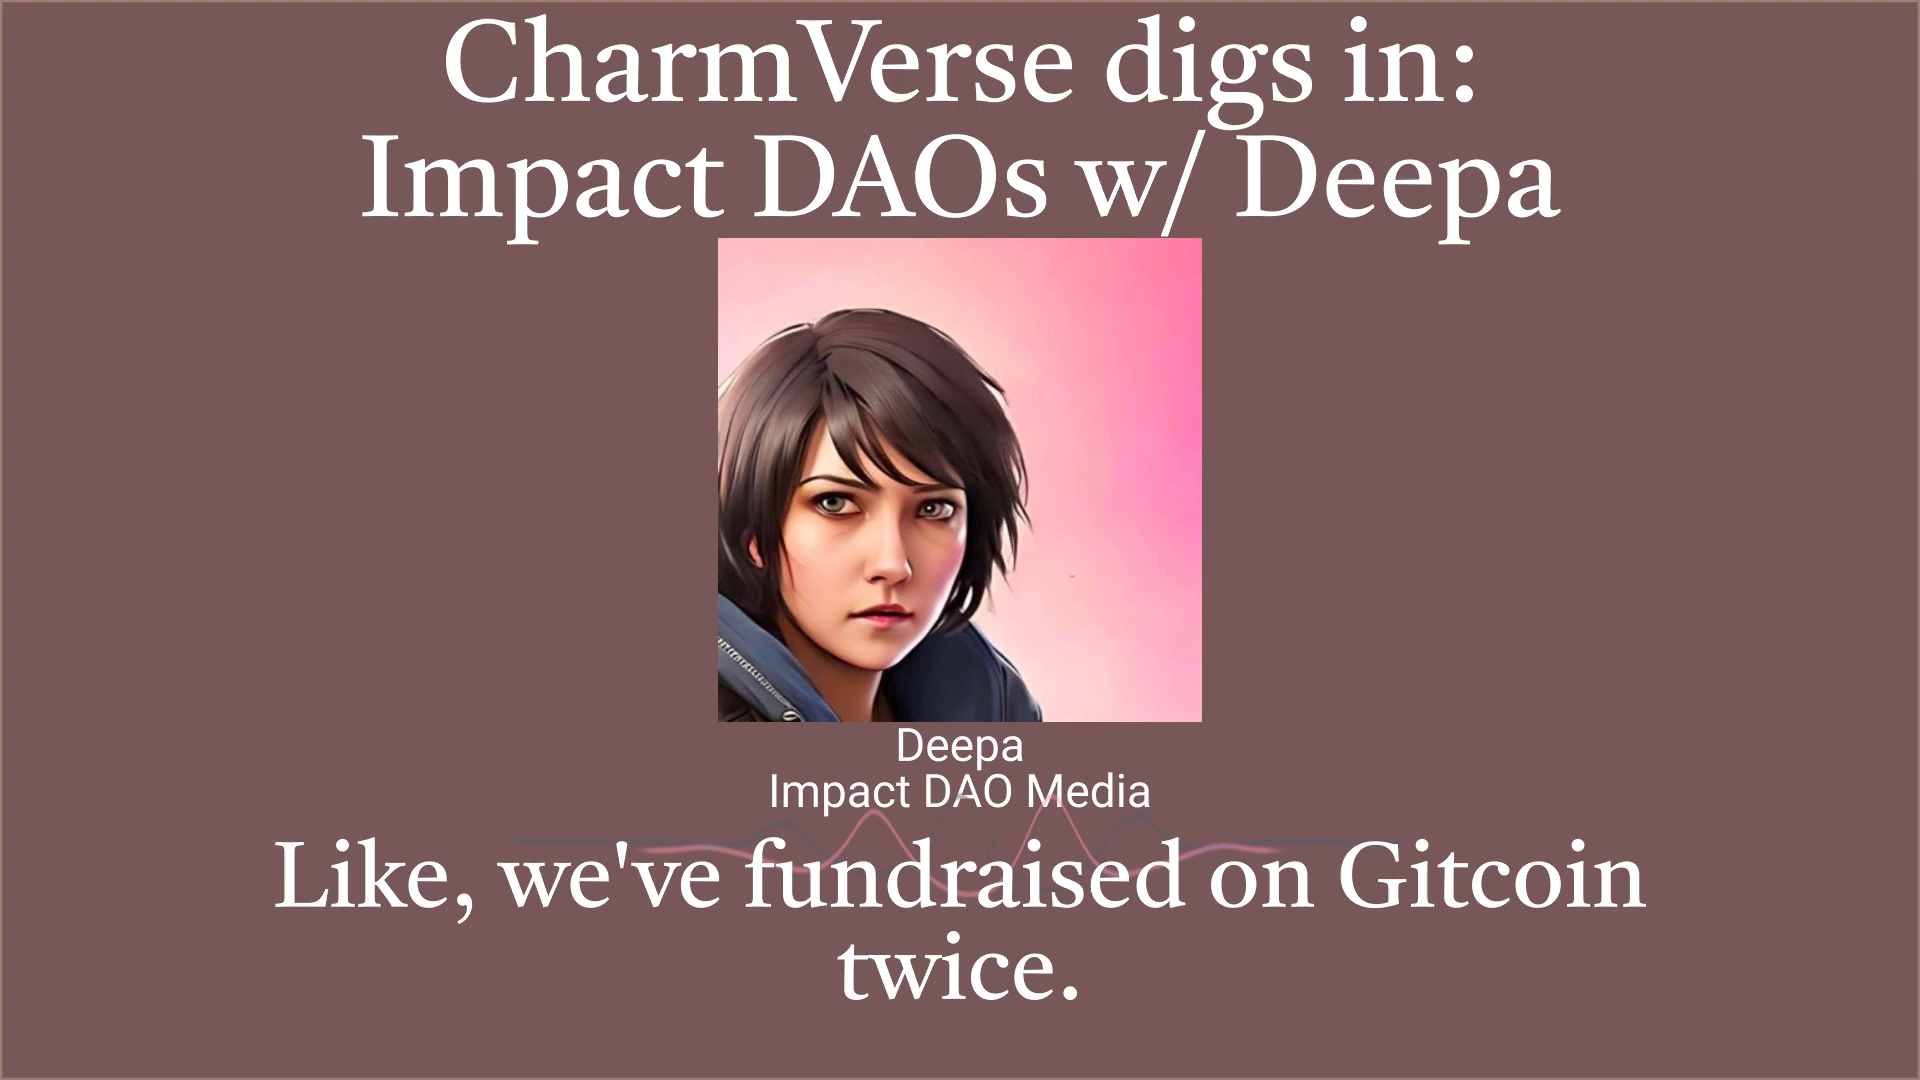 CharmVerse digs in:
Impact DAOs w/ Deepa
Deepa
Impact DAO Media
Like, we've fundraised on Gitcoin
twice.